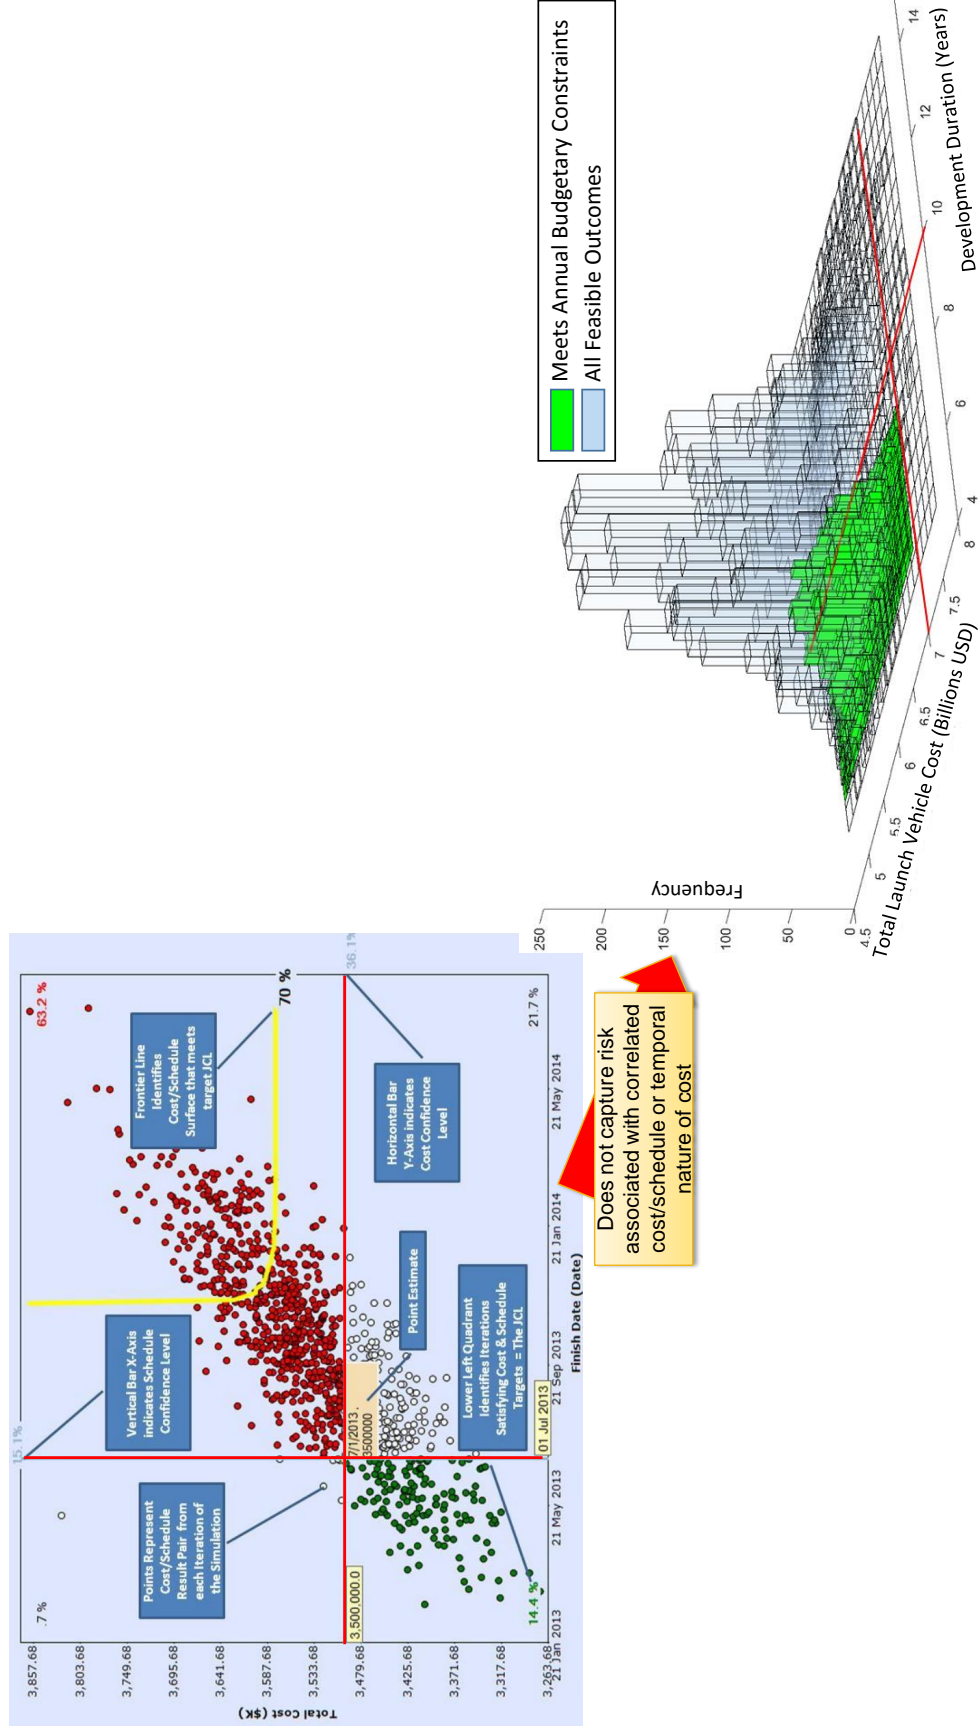 15.1%
63.2 %
.7 %
Points Represent
Cost/Schedule
Result Pair from
each Iteration of
the Simulation
Vertical Bar X-Axis
indicates Schedule
Confidence Level
Frontier Line
Identifies
Cost/Schedule
Surface that meets
target JCL
70 %
36.1%
3,500,000.0
7/1/2013 ,
3500000
Point Estimate
Horizontal Bar
Y-Axis indicates
Cost Confidence
Level
Lower Left Quadrant
Identifies Iterations
Satisfying Cost & Schedule
Targets = The JCL
14.4 %
01 Jul 2013
21.7 %
Total Cost ($K)
3,857.68
3,803.68
3,749.68
3,695.68
3,641.68
3,587.68
3,533.68
3,479.68
3,425.68
3,371.68
3,317.68
3,263.68
21 Jan 2013
21 May 2013
21 Sep 2013
21 Jan 2014
21 May 2014
Finish Date (Date)
Does not capture risk
associated with correlated
cost/schedule or temporal
nature of cost
Meets Annual Budgetary Constraints
All Feasible Outcomes
Frequency
250
200
150
100
50
0
4.5
5
5.5
6
6.5
7
7.5
8
Total Launch Vehicle Cost (Billions USD)
4
6
8
10
12
14
Development Duration (Years)